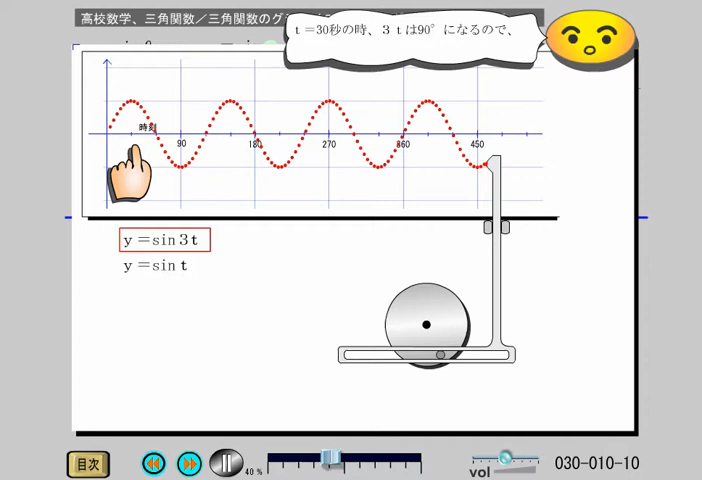 高校数学、三角関数／三角関数のグ
ｔ＝30秒の時、３ｔは90°になるので、
時刻
90 180 270 360 450
ｙ＝sin３t
ｙ＝sin t
目次
40 %
vol
030-010-10